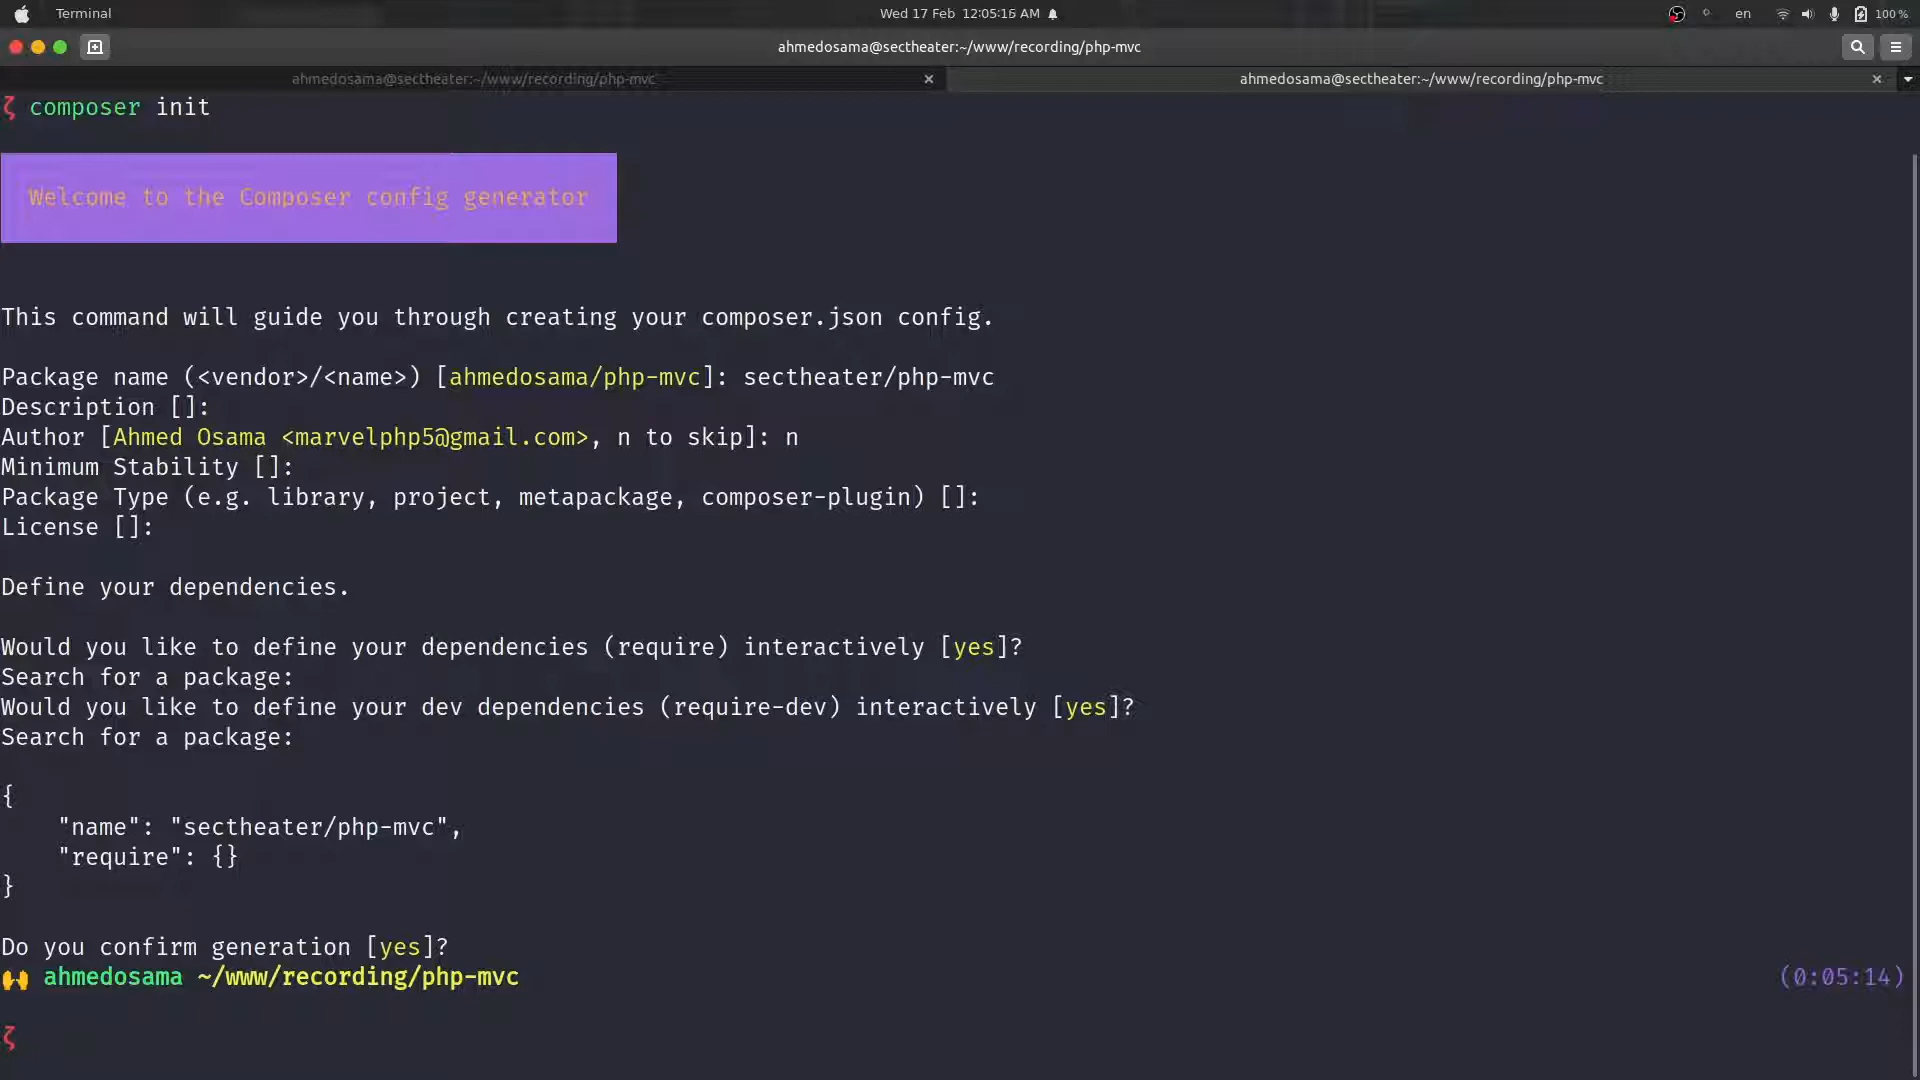 Terminal
Wed 17 Feb 12:05:15 AM
en
100 %
ahmedosama@sectheater:~/www/recording/php-mvc
ahmedosama@sectheater:~/www/recording/php-mvc
ahmedosama@sectheater:~/www/recording/php-mvc
ζ composer init
Welcome to the Composer config generator
This command will guide you through creating your composer.json config.
Package name (<vendor>/<name>) [ahmedosama/php-mvc]: sectheater/php-mvc
Description []:
Author [Ahmed Osama <marvelphp5@gmail.com>, n to skip]: n
Minimum Stability []:
Package Type (e.g. library, project, metapackage, composer-plugin) []:
License []:
Define your dependencies.
Would you like to define your dependencies (require) interactively [yes]?
Search for a package:
Would you like to define your dev dependencies (require-dev) interactively [yes]?
Search for a package:
{
    "name": "sectheater/php-mvc",
    "require": {}
}
Do you confirm generation [yes]?
🙌 ahmedosama ~/www/recording/php-mvc (0:05:14)
ζ